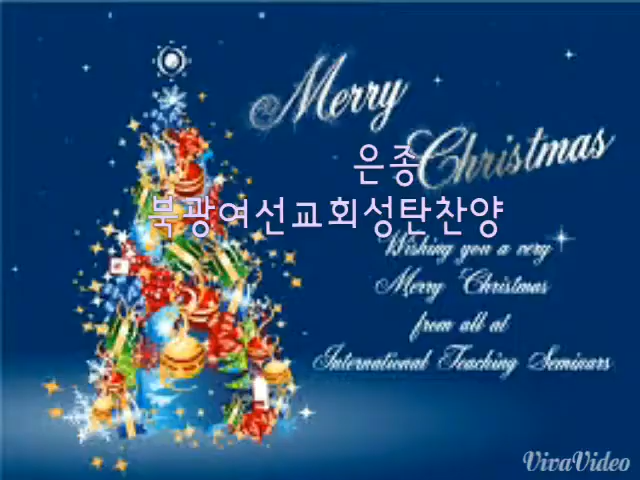 Merry
Christmas
은종
북광여선교회성탄찬양
Wishing you a very
Merry Christmas
from all at
International Teaching Seminars
VivaVideo